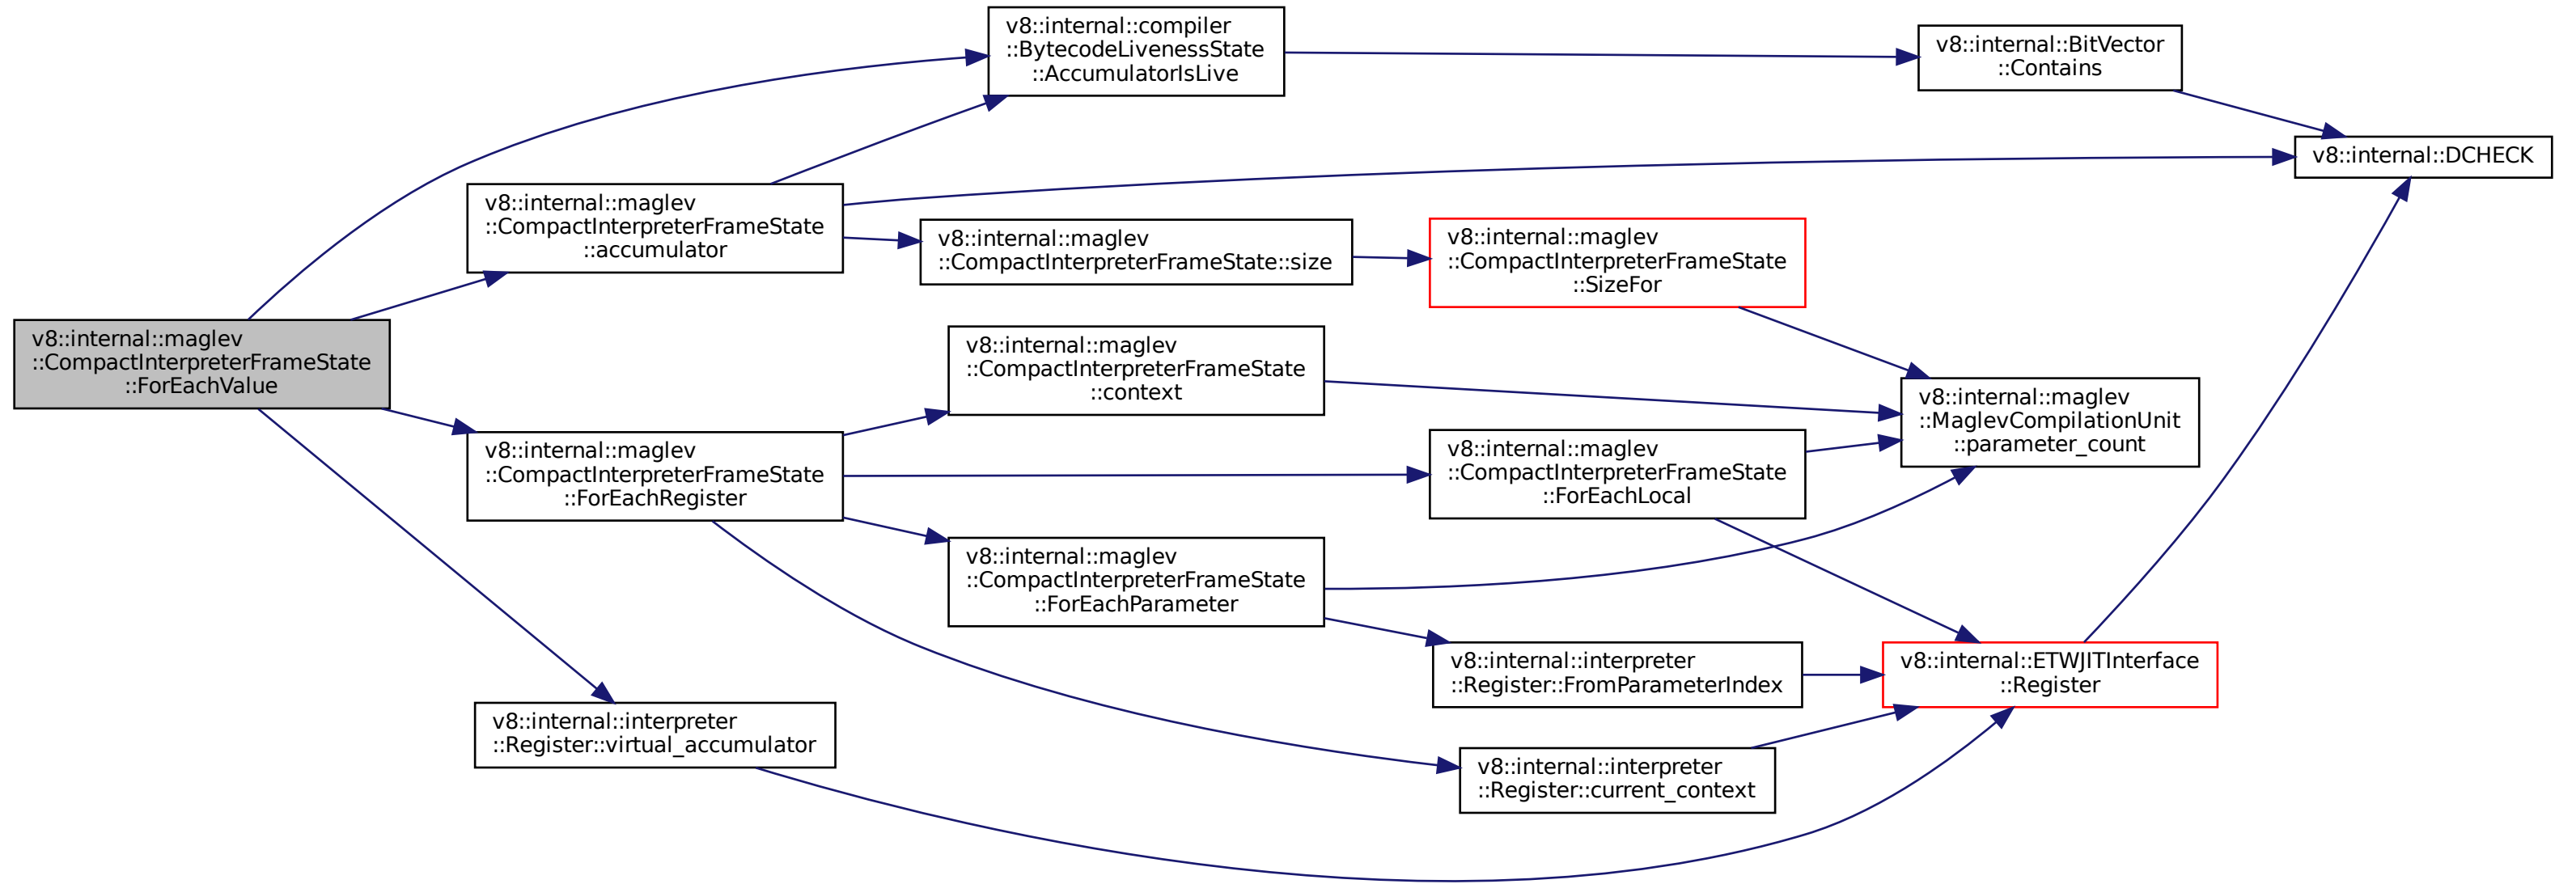 v8::internal::maglev
::CompactInterpreterFrameState
::ForEachValue
v8::internal::compiler
::BytecodeLivenessState
::AccumulatorIsLive
v8::internal::maglev
::CompactInterpreterFrameState
::accumulator
v8::internal::maglev
::CompactInterpreterFrameState
::ForEachRegister
v8::internal::interpreter
::Register::virtual_accumulator
v8::internal::BitVector
::Contains
v8::internal::DCHECK
v8::internal::maglev
::CompactInterpreterFrameState::size
v8::internal::maglev
::CompactInterpreterFrameState
::SizeFor
v8::internal::maglev
::MaglevCompilationUnit
::parameter_count
v8::internal::maglev
::CompactInterpreterFrameState
::context
v8::internal::maglev
::CompactInterpreterFrameState
::ForEachLocal
v8::internal::maglev
::CompactInterpreterFrameState
::ForEachParameter
v8::internal::interpreter
::Register::FromParameterIndex
v8::internal::interpreter
::Register::current_context
v8::internal::ETWJITInterface
::Register